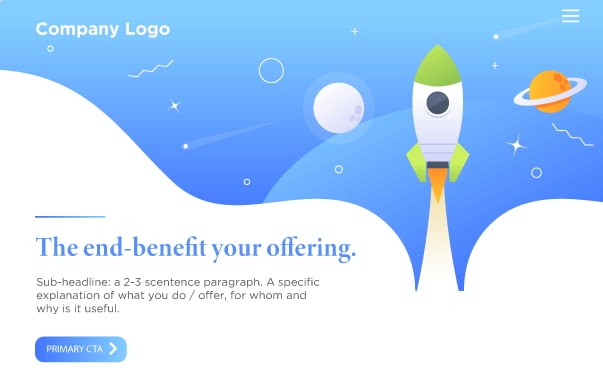 Company Logo
The end-benefit your offering.
Sub-headline: a 2-3 scentence paragraph. A specific
explanation of what you do / offer, for whom and
why is it useful.
PRIMARY CTA